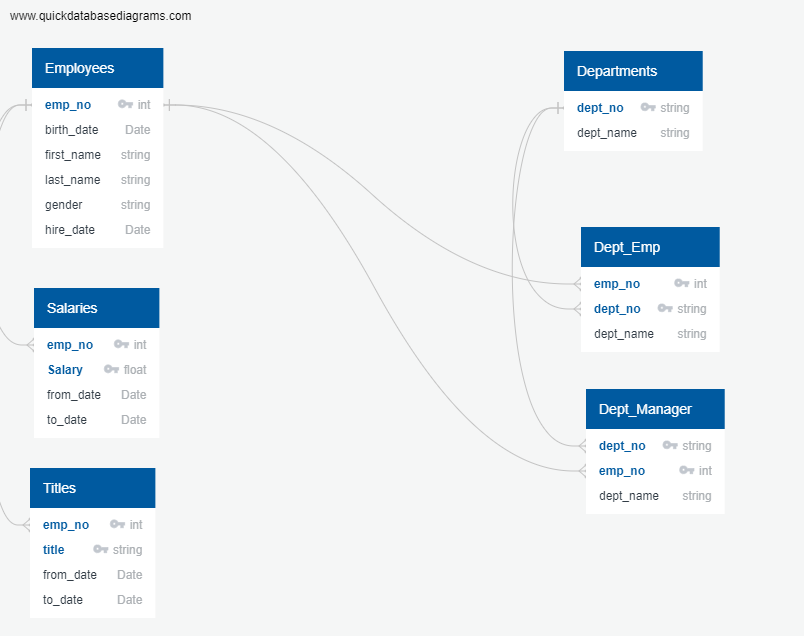 www.quickdatabasediagrams.com
Employees
emp_no int
birth_date Date
first_name string
last_name string
gender string
hire_date Date
Salaries
emp_no int
Salary float
from_date Date
to_date Date
Titles
emp_no int
title string
from_date Date
to_date Date
Departments
dept_no string
dept_name string
Dept_Emp
emp_no int
dept_no string
dept_name string
Dept_Manager
dept_no string
emp_no int
dept_name string